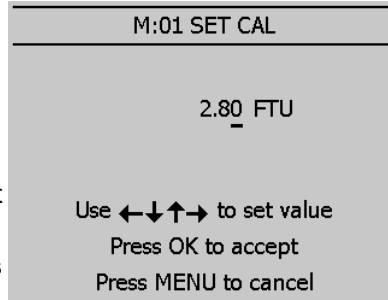 M:01 SET CAL
2.80 FTU
Use ←↓↑→ to set value
Press OK to accept
Press MENU to cancel